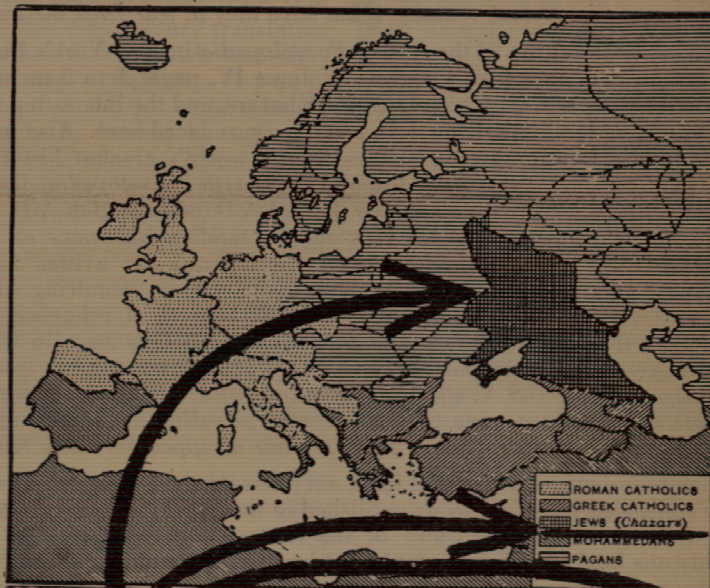 ROMAN CATHOLICS
GREEK CATHOLICS
JEWS (Chazars)
MOHAMMEDANS
PAGANS